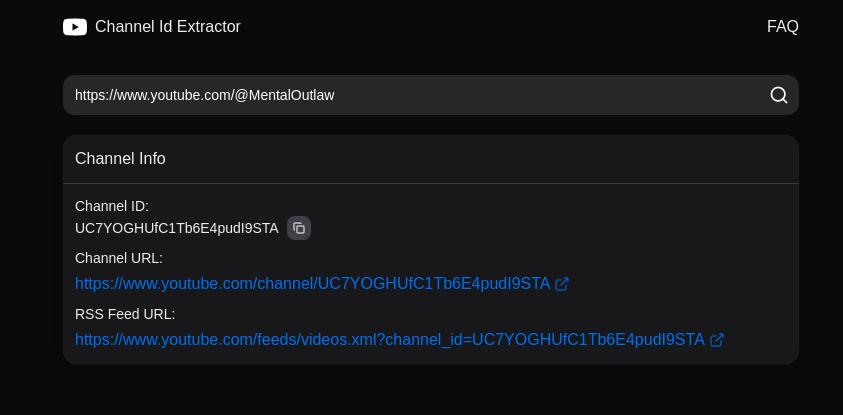 Channel Id Extractor
FAQ
https://www.youtube.com/@MentalOutlaw
Channel Info
Channel ID:
UC7YOGHUfC1Tb6E4pudI9STA
Channel URL:
https://www.youtube.com/channel/UC7YOGHUfC1Tb6E4pudI9STA
RSS Feed URL:
https://www.youtube.com/feeds/videos.xml?channel_id=UC7YOGHUfC1Tb6E4pudI9STA